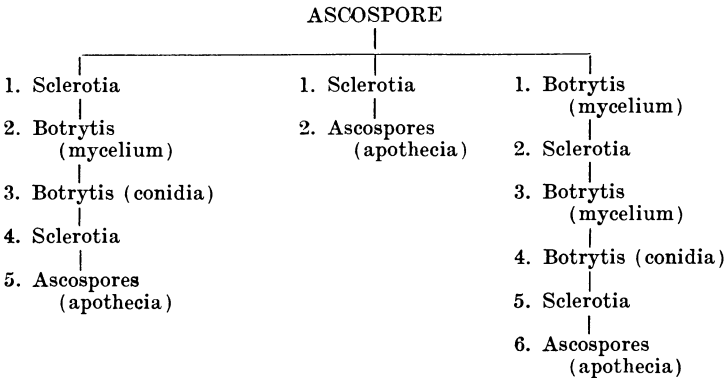 ASCOSPORE
1. Sclerotia
2. Botrytis
(mycelium)
3. Botrytis (conidia)
4. Sclerotia
5. Ascospores
(apothecia)
1. Sclerotia
2. Ascospores
(apothecia)
1. Botrytis
(mycelium)
2. Sclerotia
3. Botrytis
(mycelium)
4. Botrytis (conidia)
5. Sclerotia
6. Ascospores
(apothecia)